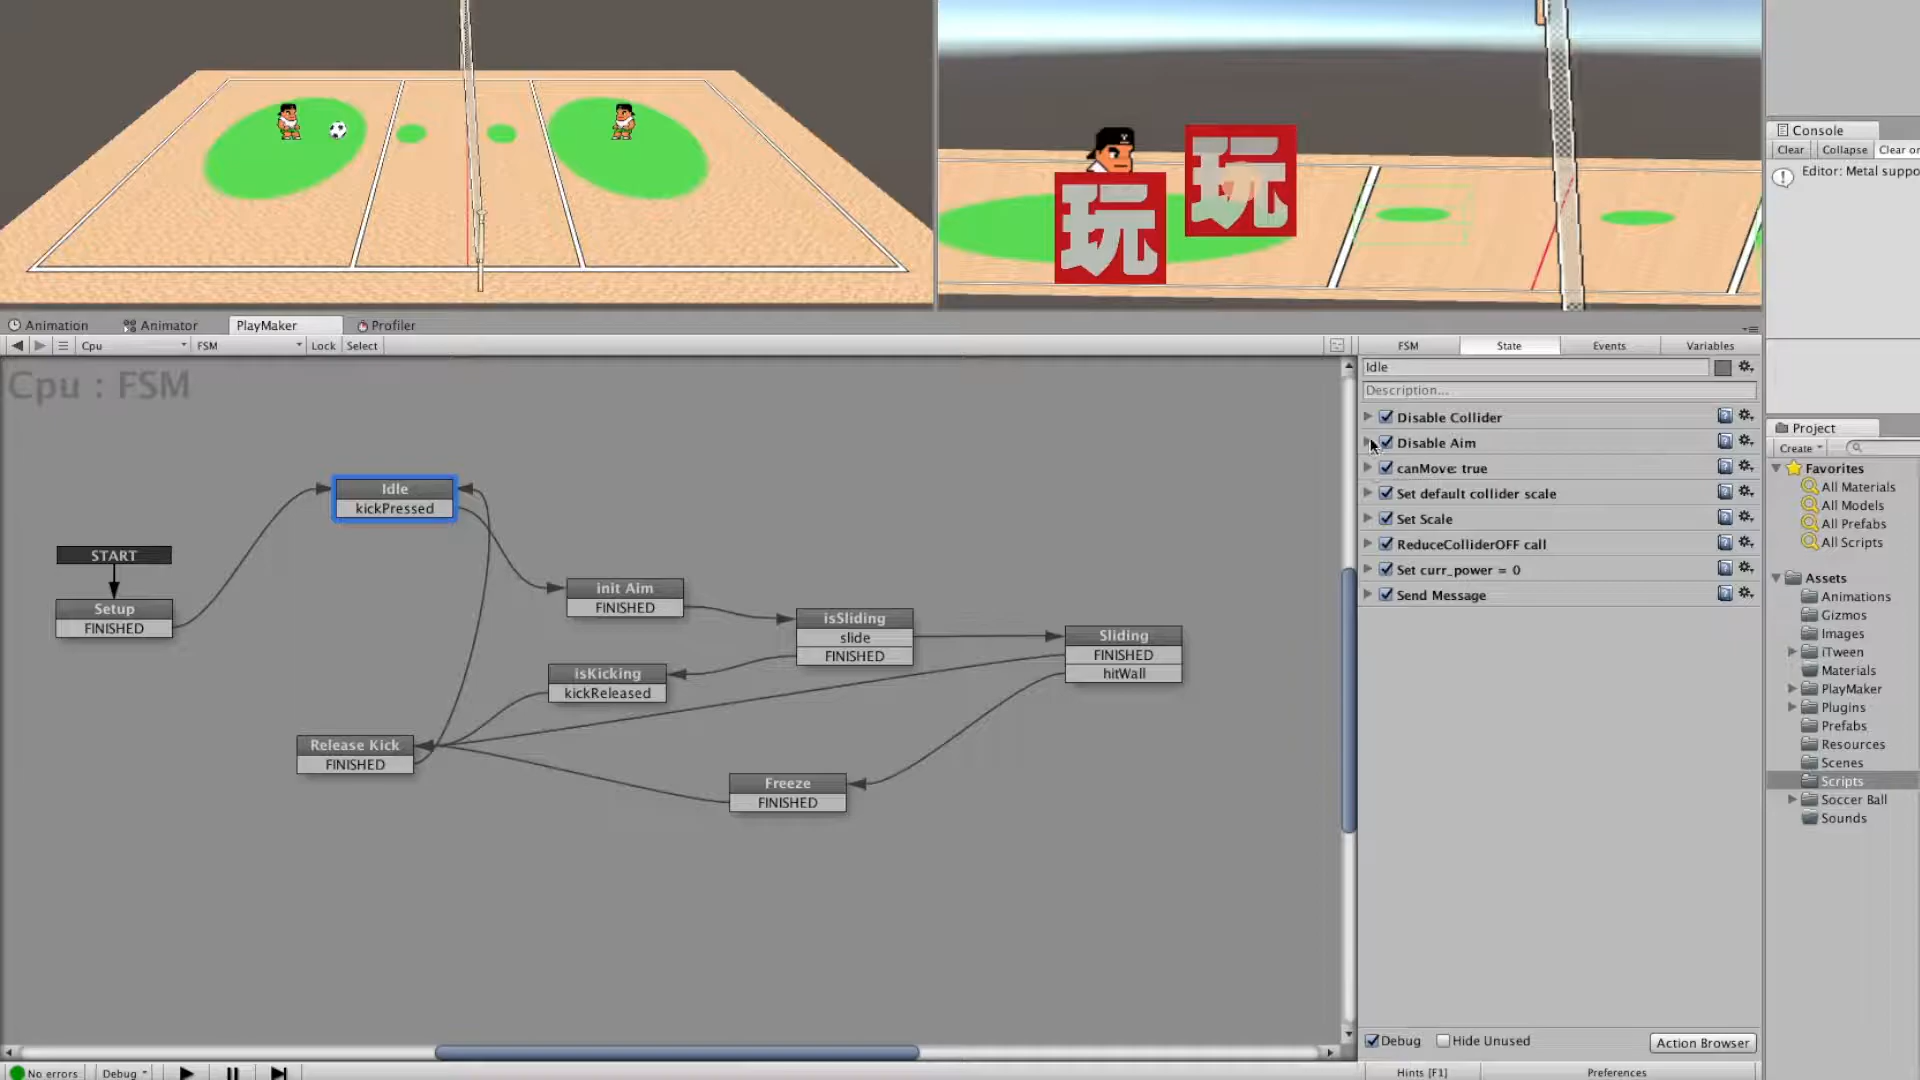 玩
玩
Animation
Animator
PlayMaker
Profiler
Cpu
FSM
Lock
Select
Cpu : FSM
START
Setup
FINISHED
Idle
kickPressed
init Aim
FINISHED
isSliding
slide
FINISHED
Sliding
FINISHED
hitWall
isKicking
kickReleased
Release Kick
FINISHED
Freeze
FINISHED
No errors
Debug
FSM
State
Events
Variables
Idle
Description...
Disable Collider
Disable Aim
canMove: true
Set default collider scale
Set Scale
ReduceColliderOFF call
Set curr_power = 0
Send Message
Debug
Hide Unused
Action Browser
Hints [F1]
Preferences
Console
Clear
Collapse
Clear on
Editor: Metal suppo
Project
Create
Favorites
All Materials
All Models
All Prefabs
All Scripts
Assets
Animations
Gizmos
Images
iTween
Materials
PlayMaker
Plugins
Prefabs
Resources
Scenes
Scripts
Soccer Ball
Sounds